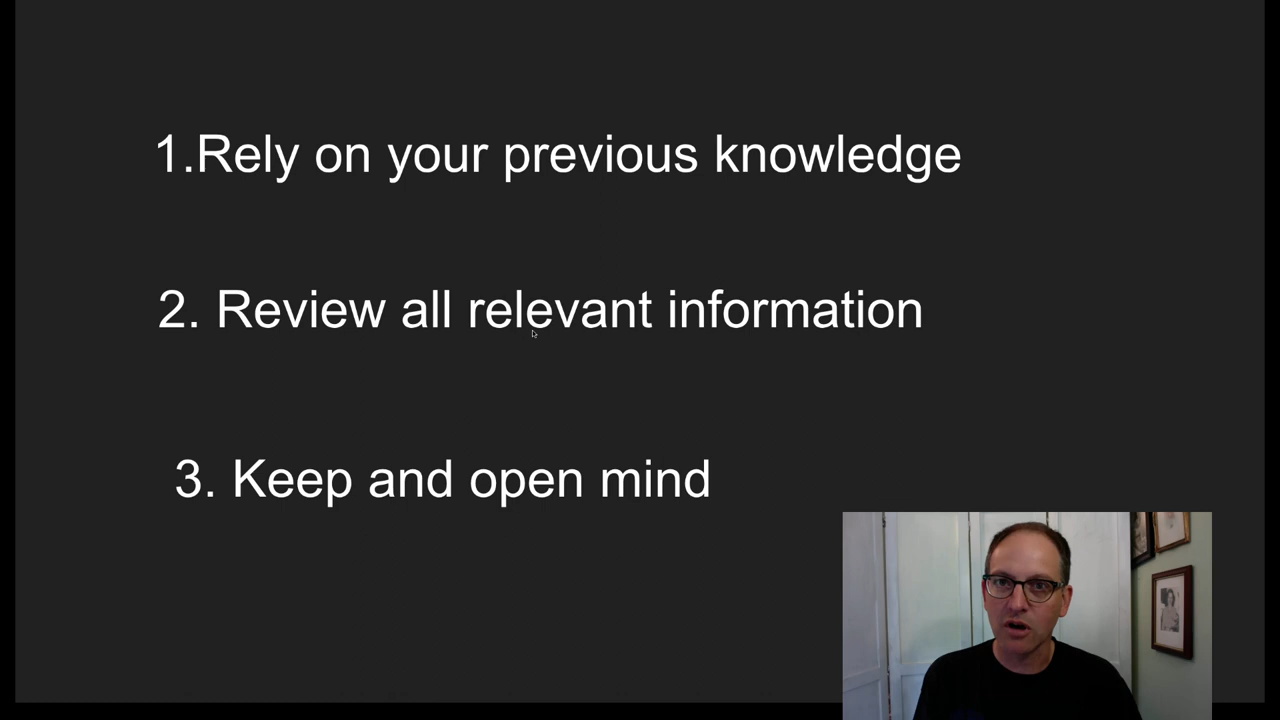 1.Rely on your previous knowledge
2. Review all relevant information
3. Keep and open mind